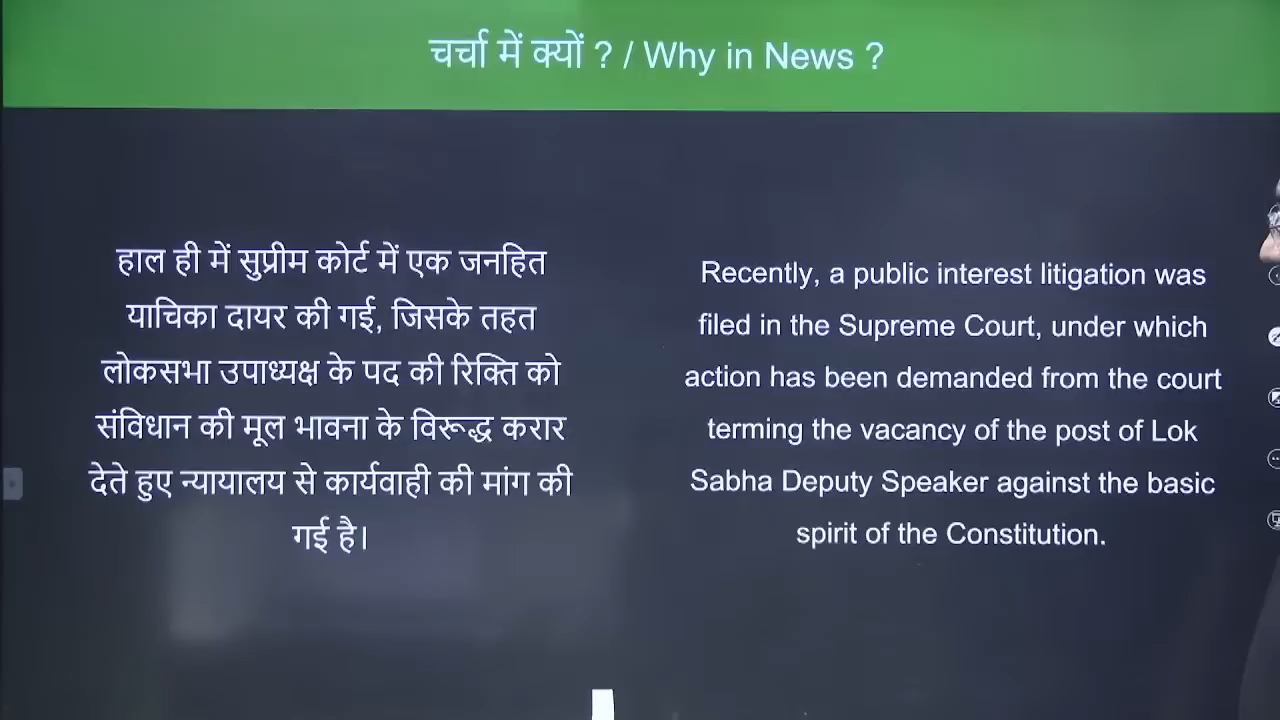 चर्चा में क्यों ? / Why in News ?
हाल ही में सुप्रीम कोर्ट में एक जनहित
याचिका दायर की गई, जिसके तहत
लोकसभा उपाध्यक्ष के पद की रिक्ति को
संविधान की मूल भावना के विरूद्ध करार
देते हुए न्यायालय से कार्यवाही की मांग की
गई है।
Recently, a public interest litigation was
filed in the Supreme Court, under which
action has been demanded from the court
terming the vacancy of the post of Lok
Sabha Deputy Speaker against the basic
spirit of the Constitution.